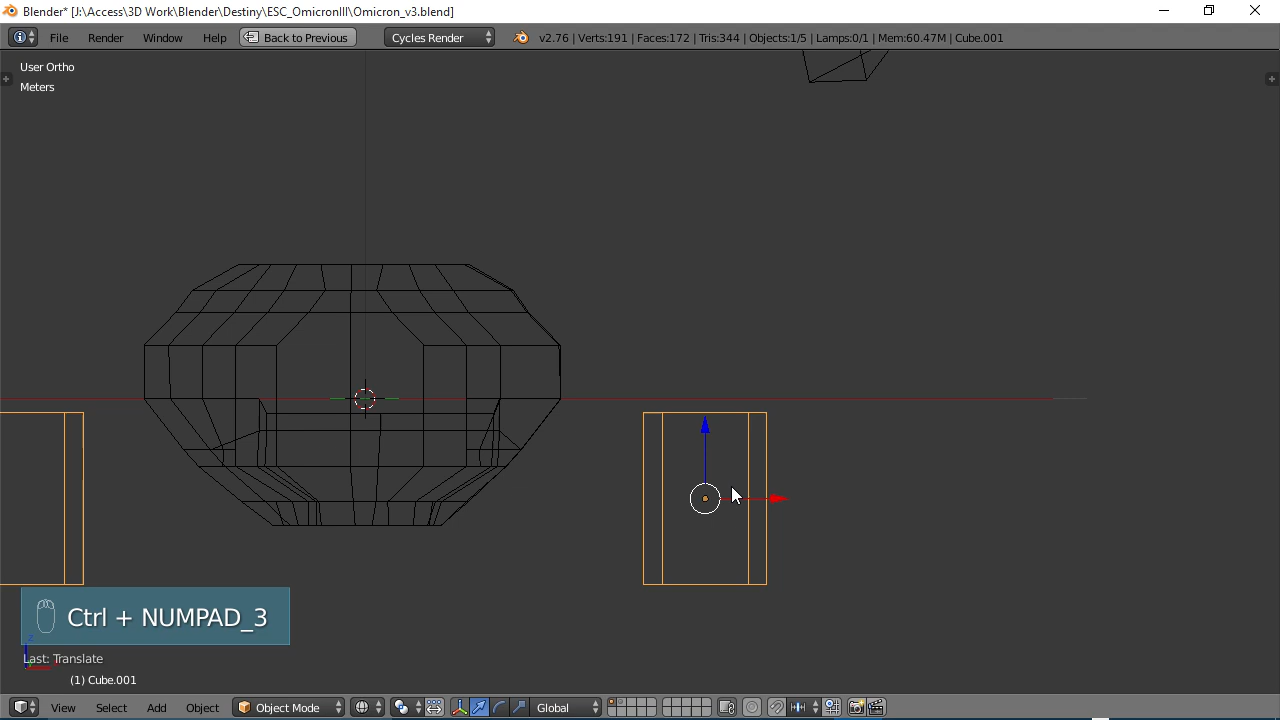 Blender* [J:\Access\3D Work\Blender\Destiny\ESC_OmicronIII\Omicron_v3.blend]
File Render Window Help Back to Previous Cycles Render v2.76 | Verts:191 | Faces:172 | Tris:344 | Objects:1/5 | Lamps:0/1 | Mem:60.47M | Cube.001
User Ortho
Meters
Ctrl + NUMPAD_3
z
Last: Translate
(1) Cube.001
View Select Add Object Object Mode Global